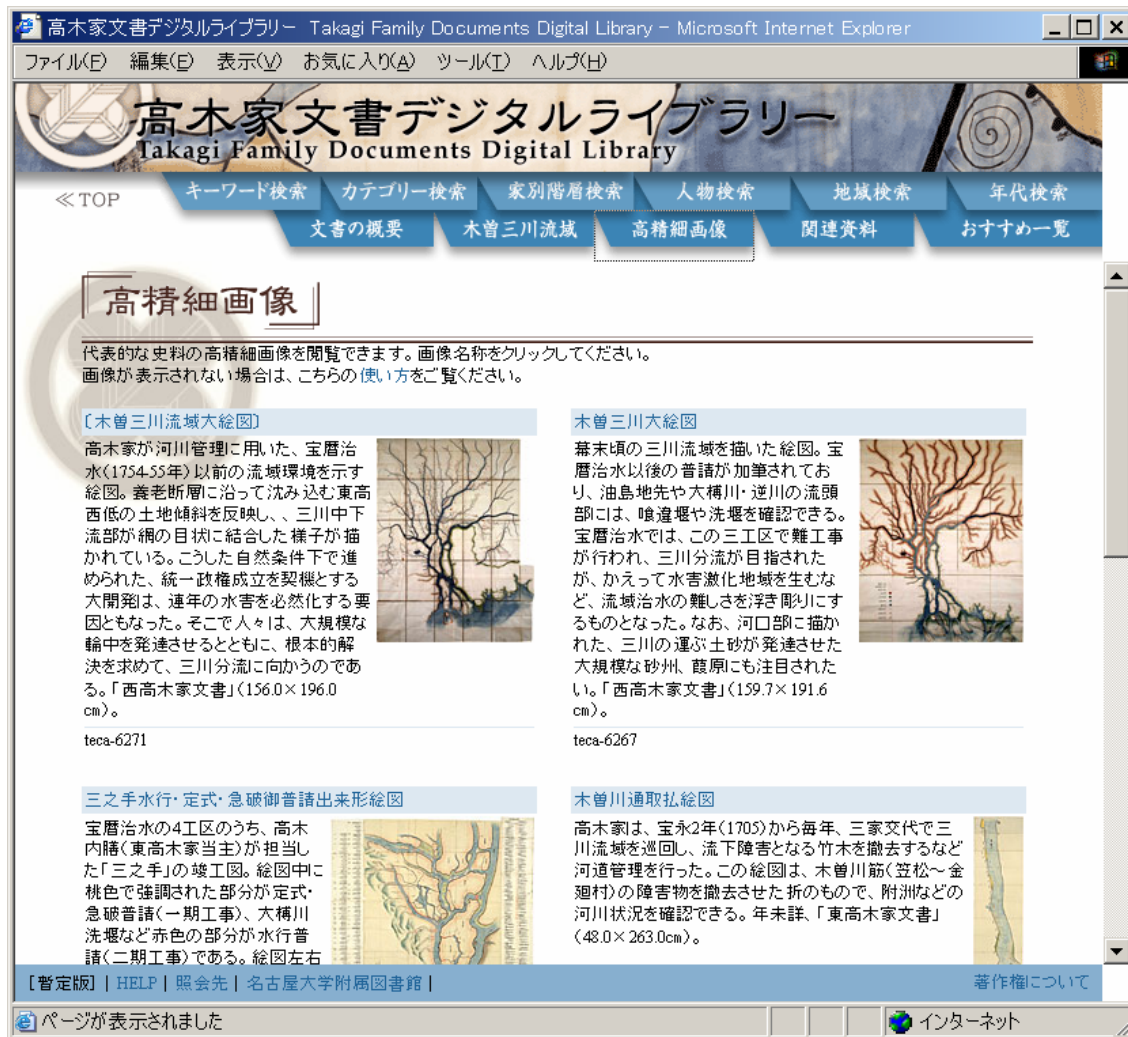 高木家文書デジタルライブラリー Takagi Family Documents Digital Library - Microsoft Internet Explorer
ファイル(F) 編集(E) 表示(V) お気に入り(A) ツール(T) ヘルプ(H)
高木家文書デジタルライブラリー
Takagi Family Documents Digital Library
≪TOP
キーワード検索 カテゴリー検索 家別階層検索 人物検索 地域検索 年代検索
文書の概要 木曽三川流域 高精細画像 関連資料 おすすめ一覧
高精細画像
代表的な史料の高精細画像を閲覧できます。画像名称をクリックしてください。
画像が表示されない場合は、こちらの使い方をご覧ください。
〔木曽三川流域大絵図〕
高木家が河川管理に用いた、宝暦治
水(1754-55年)以前の流域環境を示す
絵図。養老断層に沿って沈み込む東高
西低の土地傾斜を反映し、、三川中下
流部が網の目状に結合した様子が描
かれている。こうした自然条件下で進
められた、統一政権成立を契機とする
大開発は、連年の水害を必然化する要
因ともなった。そこで人々は、大規模な
輪中を発達させるとともに、根本的解
決を求めて、三川分流に向かうのであ
る。「西高木家文書」(156.0×196.0
cm)。
teca-6271
木曽三川大絵図
幕末頃の三川流域を描いた絵図。宝
暦治水以後の普請が加筆されてお
り、油島地先や大榑川・逆川の流頭
部には、喰違堰や洗堰を確認できる。
宝暦治水では、この三工区で難工事
が行われ、三川分流が目指された
が、かえって水害激化地域を生むな
ど、流域治水の難しさを浮き彫りにす
るものとなった。なお、河口部に描か
れた、三川の運ぶ土砂が発達させた
大規模な砂州、葭原にも注目された
い。「西高木家文書」(159.7×191.6
cm)。
teca-6267
三之手水行・定式・急破御普請出来形絵図
宝暦治水の4工区のうち、高木
内膳(東高木家当主)が担当し
た「三之手」の竣工図。絵図中に
桃色で強調された部分が定式・
急破普請(一期工事)、大榑川
洗堰など赤色の部分が水行普
請(二期工事)である。絵図左右
木曽川通取払絵図
高木家は、宝永2年(1705)から毎年、三家交代で三
川流域を巡回し、流下障害となる竹木を撤去するなど
河道管理を行った。この絵図は、木曽川筋(笠松～金
廻村)の障害物を撤去させた折のもので、附洲などの
河川状況を確認できる。年未詳、「東高木家文書」
(48.0×263.0cm)。
[暫定版] | HELP | 照会先 | 名古屋大学附属図書館 |
著作権について
ページが表示されました
インターネット